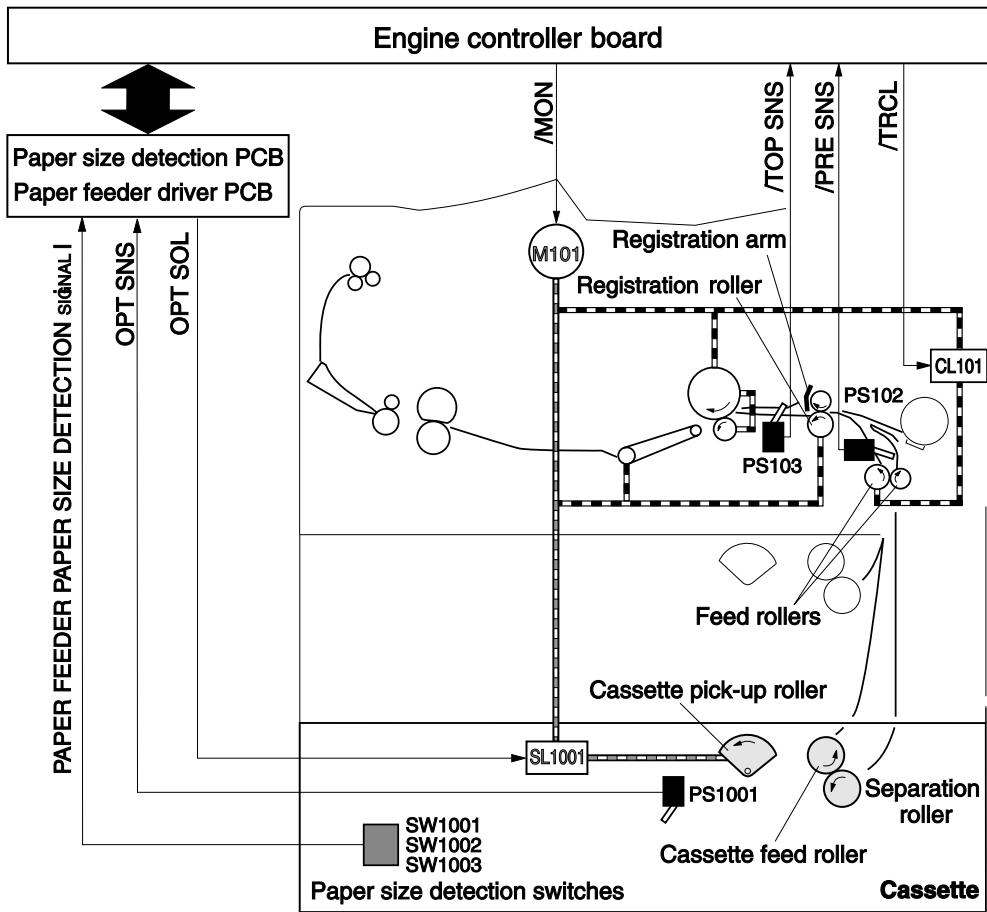 Engine controller board
/MON
/TOP SNS
/PRE SNS
/TRCL
Paper size detection PCB
Paper feeder driver PCB
PAPER FEEDER PAPER SIZE DETECTION SIGNAL I
OPT SNS
OPT SOL
M101
Registration arm
Registration roller
CL101
PS102
PS103
Feed rollers
Cassette pick-up roller
SL1001
PS1001
Separation
roller
SW1001
SW1002
SW1003
Cassette feed roller
Paper size detection switches
Cassette